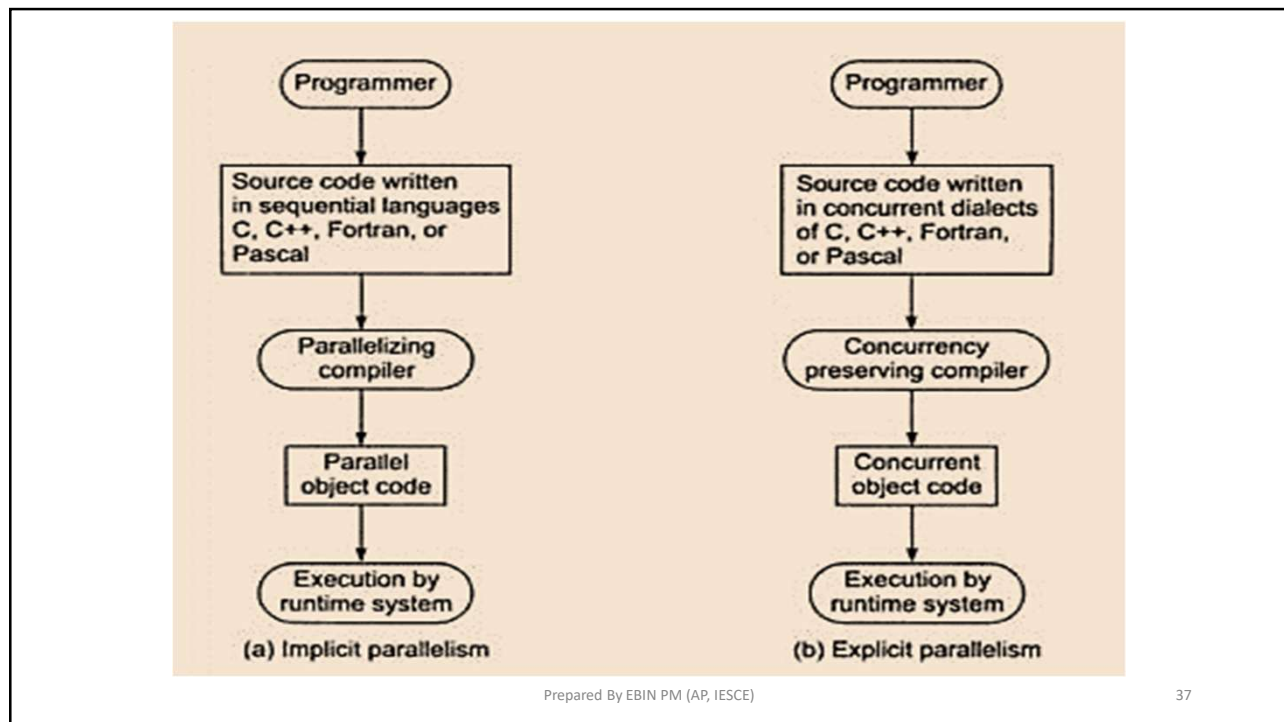 Programmer
Source code written
in sequential languages
C, C++, Fortran, or
Pascal
Parallelizing
compiler
Parallel
object code
Execution by
runtime system
(a) Implicit parallelism
Programmer
Source code written
in concurrent dialects
of C, C++, Fortran,
or Pascal
Concurrency
preserving compiler
Concurrent
object code
Execution by
runtime system
(b) Explicit parallelism
Prepared By EBIN PM (AP, IESCE)
37